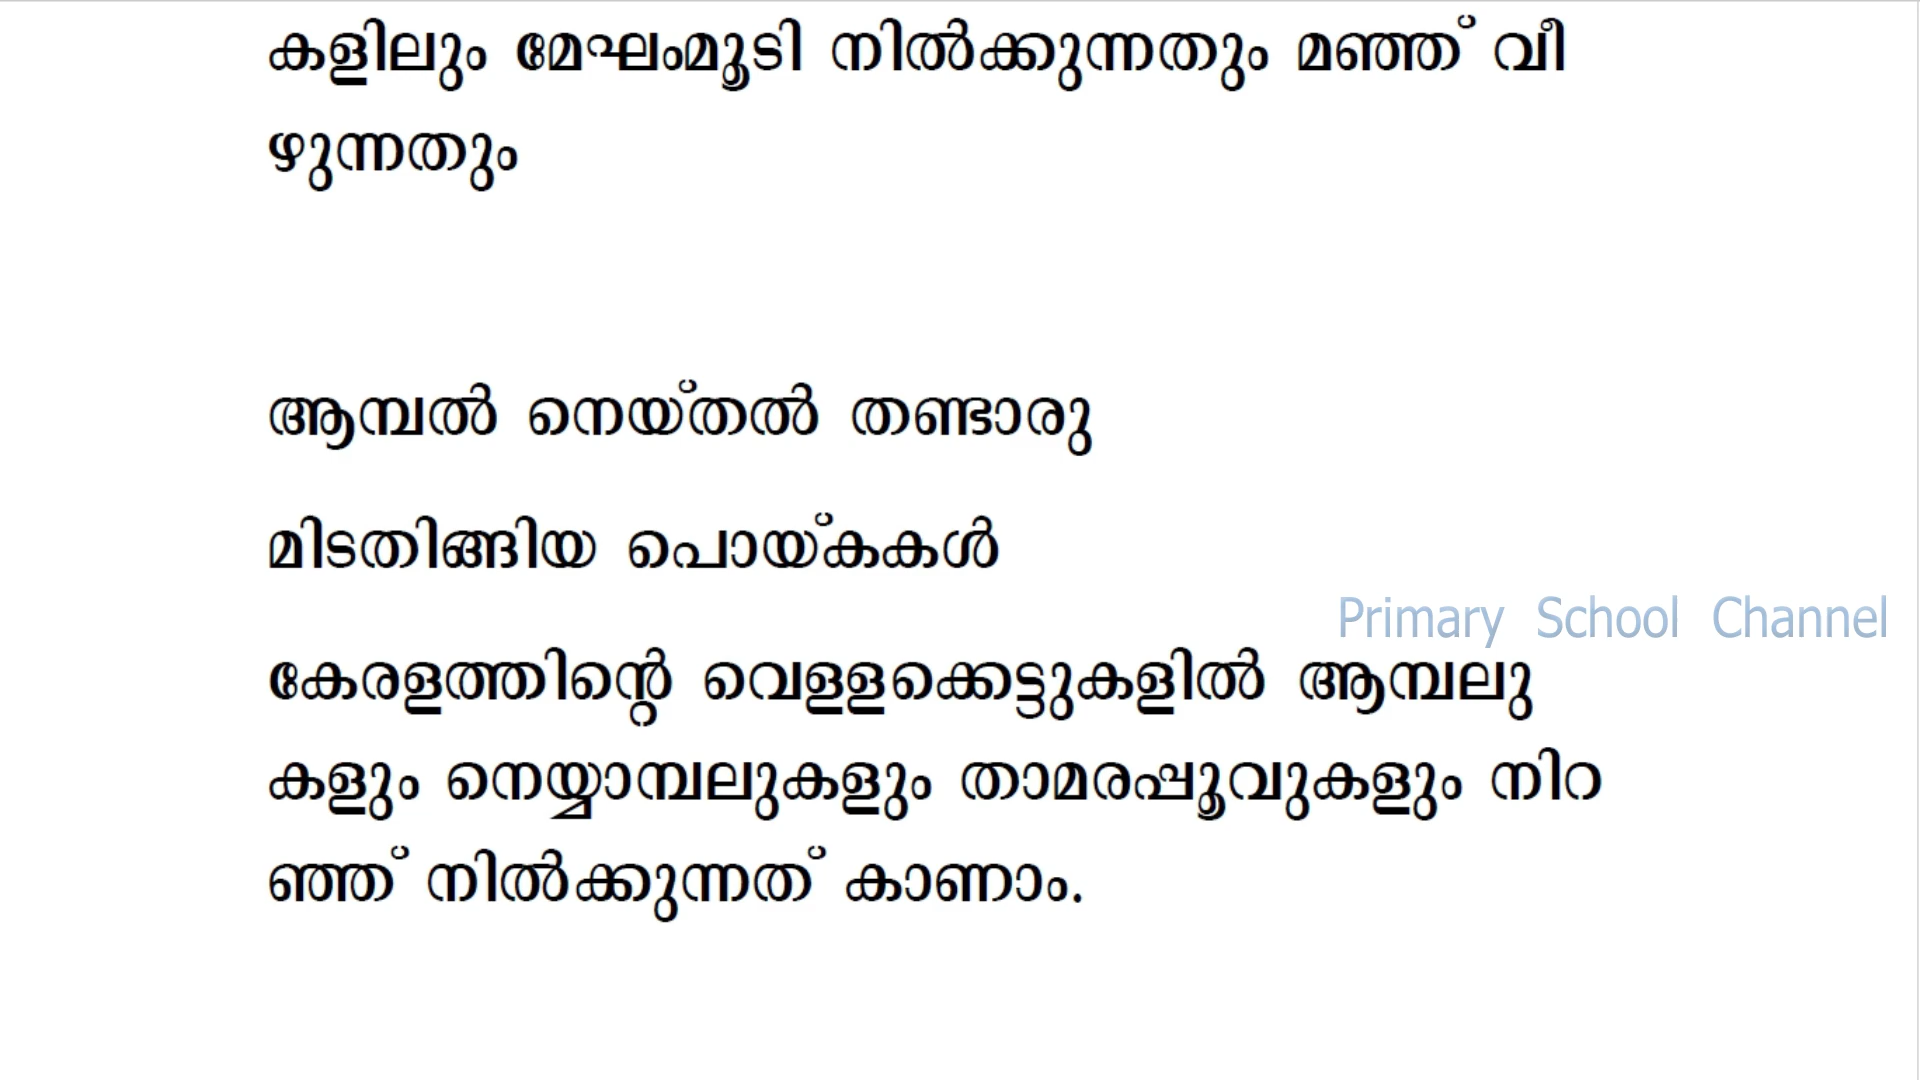 കളിലും മേഘംമൂടി നിൽക്കുന്നതും മഞ്ഞ് വീ
ഴുന്നതും
ആമ്പൽ നെയ്തൽ തണ്ടാരു
മിടതിങ്ങിയ പൊയ്കകൾ
Primary School Channel
കേരളത്തിന്റെ വെള്ളക്കെട്ടുകളിൽ ആമ്പലു
കളും നെയ്യാമ്പലുകളും താമരപ്പൂവുകളും നിറ
ഞ്ഞ് നിൽക്കുന്നത് കാണാം.